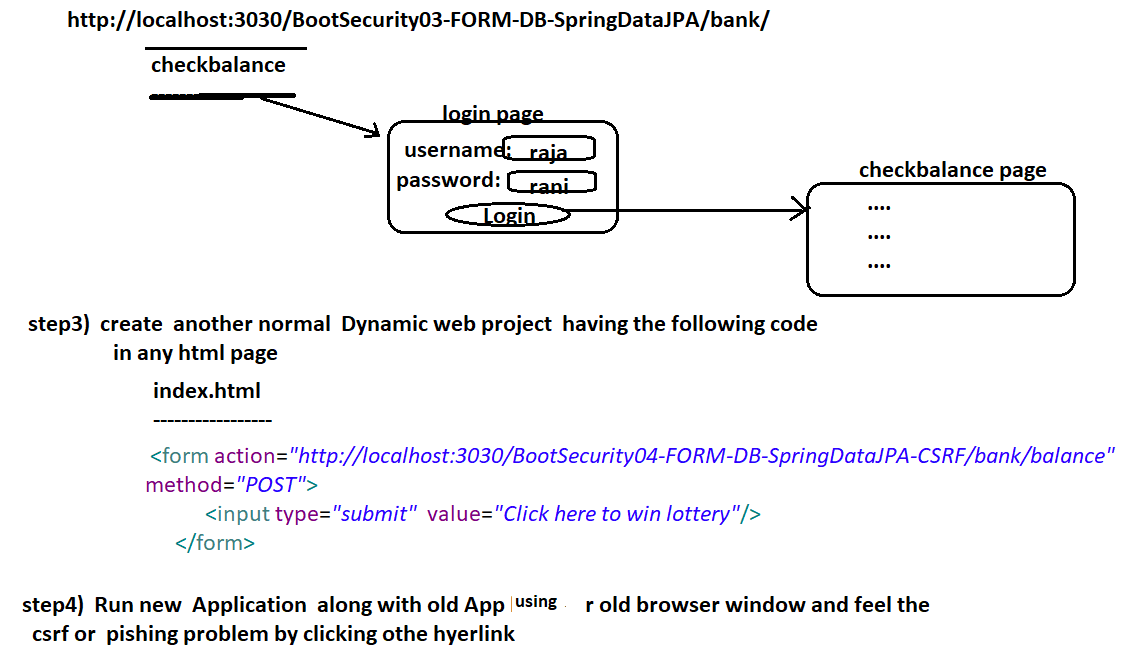 http://localhost:3030/BootSecurity03-FORM-DB-SpringDataJPA/bank/
checkbalance
login page
username: raja
password: rani
Login
checkbalance page
....
....
....
step3) create another normal Dynamic web project having the following code
in any html page
index.html
-----------------
<form action="http://localhost:3030/BootSecurity04-FORM-DB-SpringDataJPA-CSRF/bank/balance"
method="POST">
<input type="submit" value="Click here to win lottery"/>
</form>
step4) Run new Application along with old App using r old browser window and feel the
csrf or pishing problem by clicking othe hyerlink